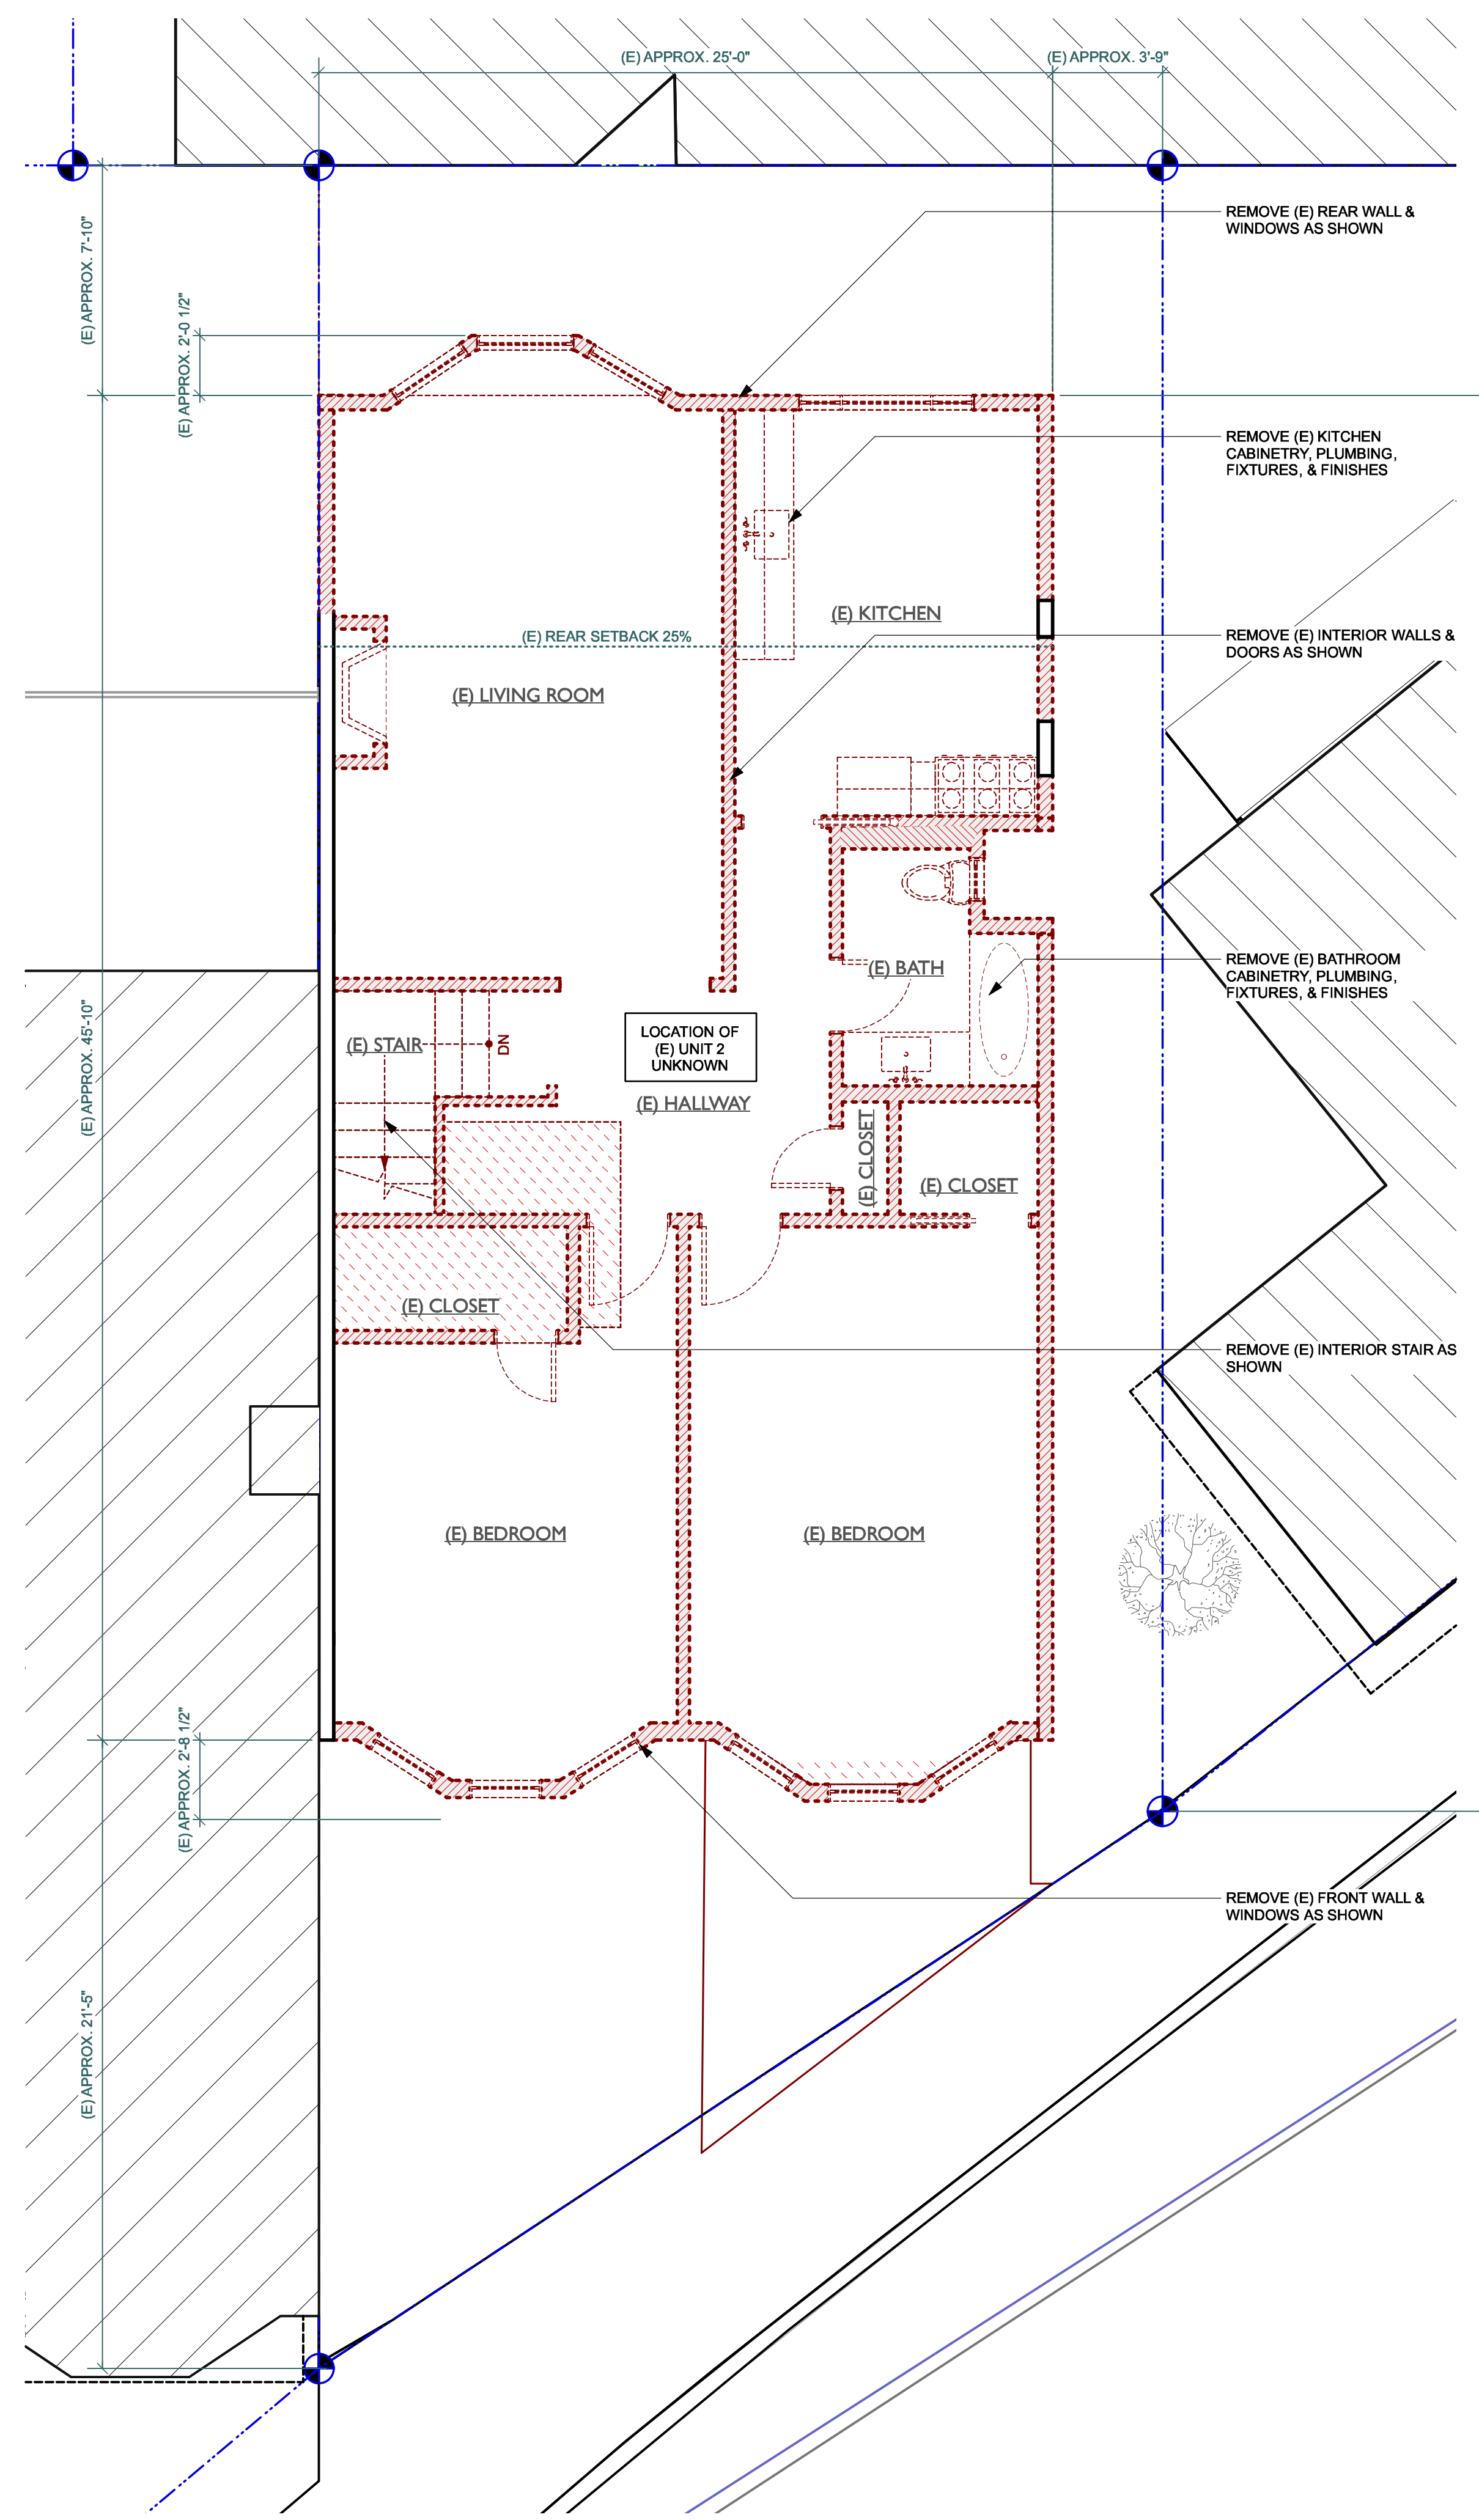 (E) APPROX. 25'-0"
(E) APPROX. 3'-9"
(E) APPROX. 7'-10"
(E) APPROX. 2'-0 1/2"
REMOVE (E) REAR WALL &
WINDOWS AS SHOWN
REMOVE (E) KITCHEN
CABINETRY, PLUMBING,
FIXTURES, & FINISHES
(E) KITCHEN
(E) REAR SETBACK 25%
REMOVE (E) INTERIOR WALLS &
DOORS AS SHOWN
(E) LIVING ROOM
(E) BATH
REMOVE (E) BATHROOM
CABINETRY, PLUMBING,
FIXTURES, & FINISHES
(E) STAIR
DN
LOCATION OF
(E) UNIT 2
UNKNOWN
(E) APPROX. 45'-10"
(E) HALLWAY
(E) CLOSET
(E) CLOSET
(E) CLOSET
REMOVE (E) INTERIOR STAIR AS
SHOWN
(E) BEDROOM
(E) BEDROOM
(E) APPROX. 2'-8 1/2"
REMOVE (E) FRONT WALL &
WINDOWS AS SHOWN
(E) APPROX. 21'-5"